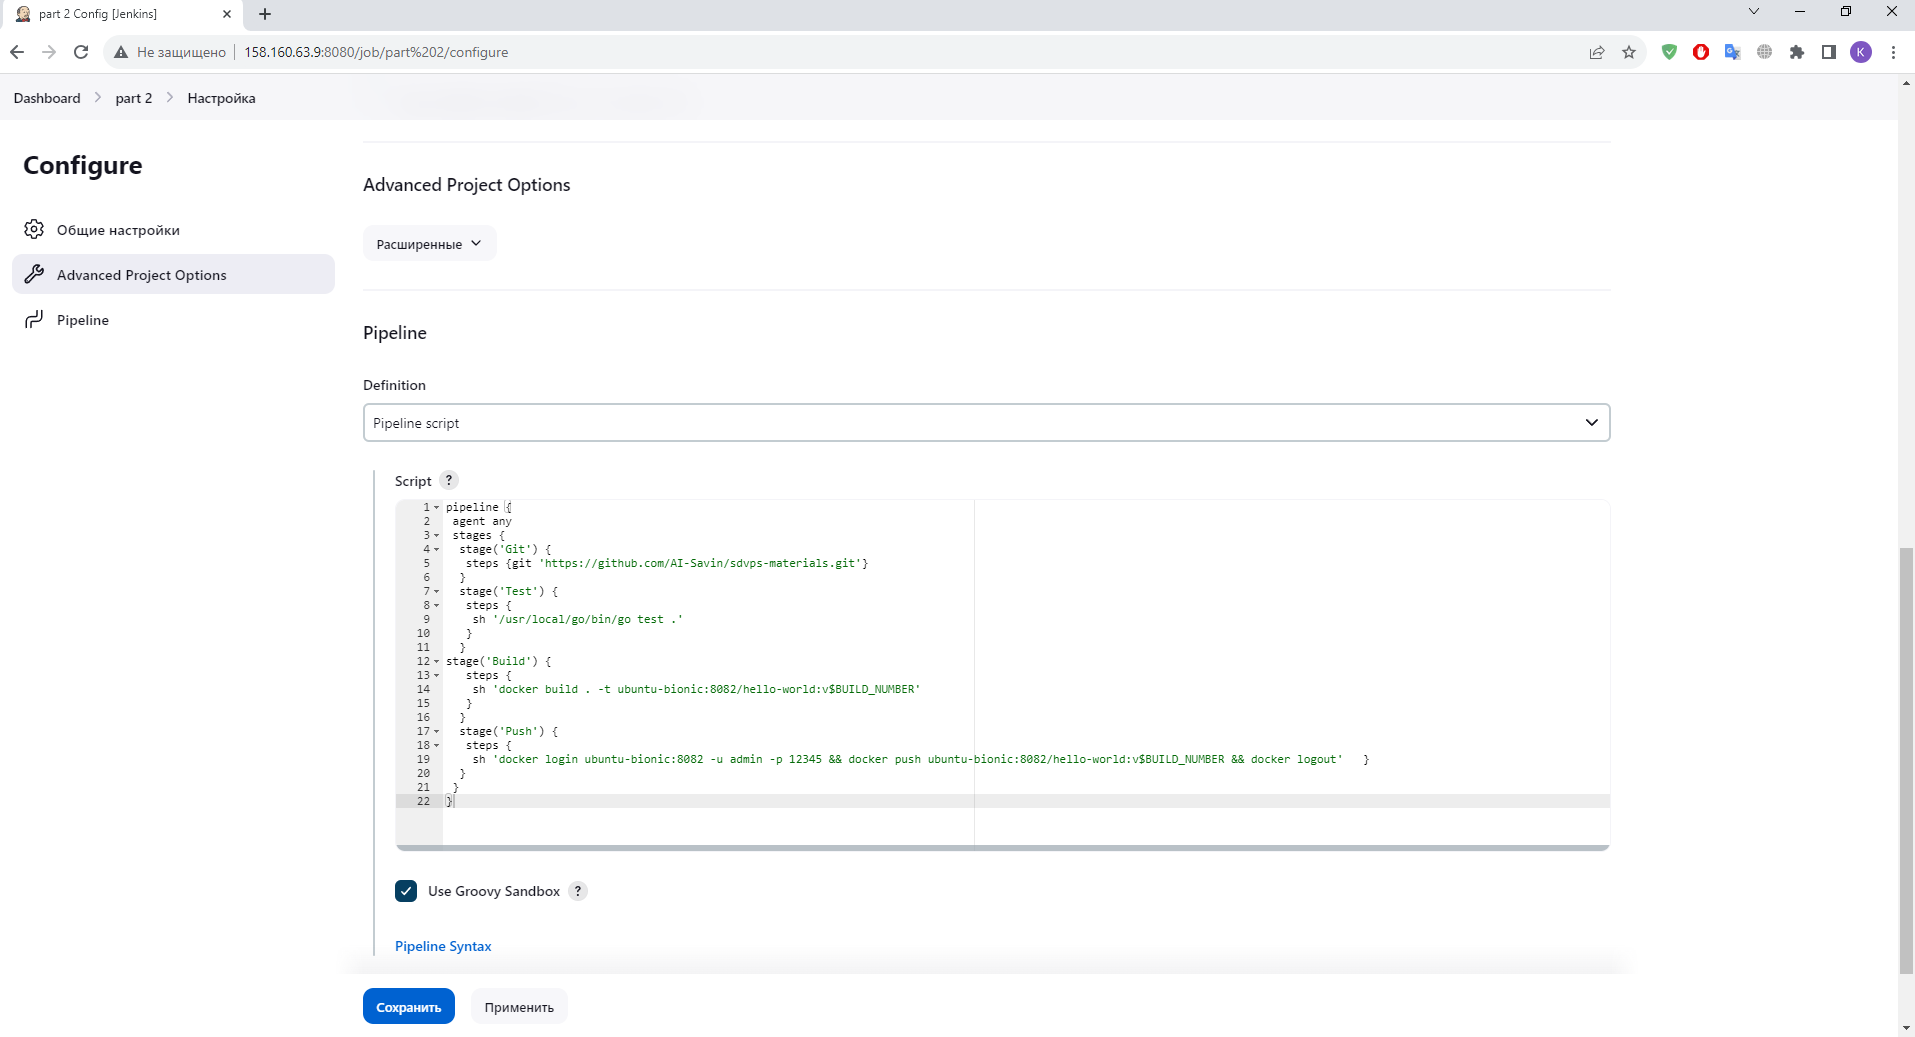 part 2 Config [Jenkins]
Не защищено 158.160.63.9:8080/job/part%202/configure
K
Dashboard part 2 Настройка
Configure
Общие настройки
Advanced Project Options
Pipeline
Advanced Project Options
Расширенные
Pipeline
Definition
Pipeline script
Script ?
1 pipeline {
2  agent any
3  stages {
4   stage('Git') {
5    steps {git 'https://github.com/AI-Savin/sdvps-materials.git'}
6   }
7   stage('Test') {
8    steps {
9     sh '/usr/local/go/bin/go test .'
10    }
11   }
12 stage('Build') {
13    steps {
14     sh 'docker build . -t ubuntu-bionic:8082/hello-world:v$BUILD_NUMBER'
15    }
16   }
17   stage('Push') {
18    steps {
19     sh 'docker login ubuntu-bionic:8082 -u admin -p 12345 && docker push ubuntu-bionic:8082/hello-world:v$BUILD_NUMBER && docker logout'   }
20   }
21  }
22 }
Use Groovy Sandbox ?
Pipeline Syntax
Сохранить Применить